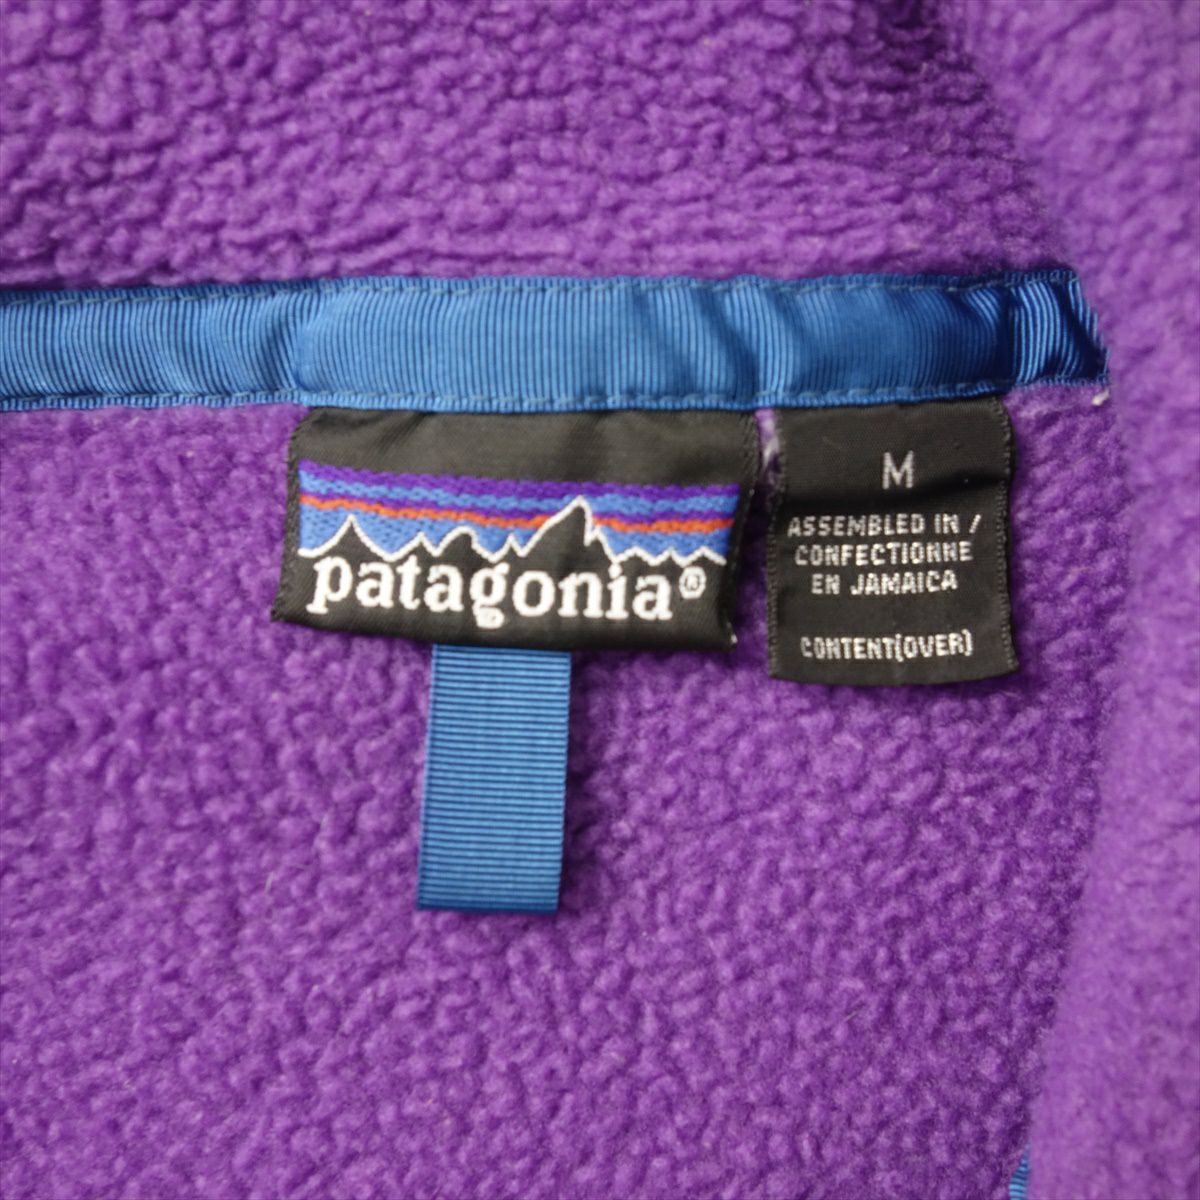 patagonia®
M
ASSEMBLED IN /
CONFECTIONNE
EN JAMAICA
CONTENT(OVER)